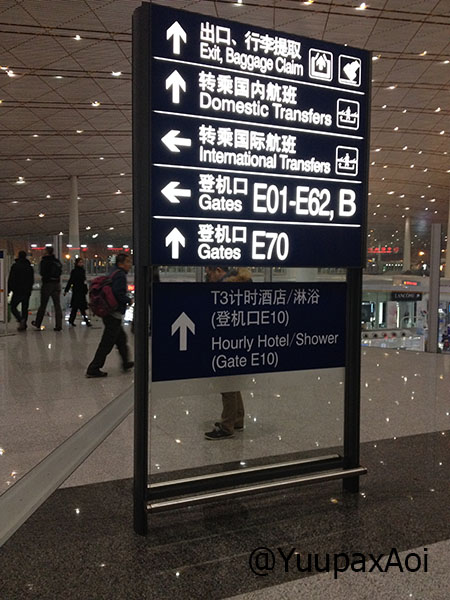 出口、行李提取
Exit, Baggage Claim
转乘国内航班
Domestic Transfers
转乘国际航班
International Transfers
登机口
Gates E01-E62, B
登机口
Gates E70
T3计时酒店/淋浴
(登机口E10)
Hourly Hotel/Shower
(Gate E10)
LANCÔME
@YuupaxAoi